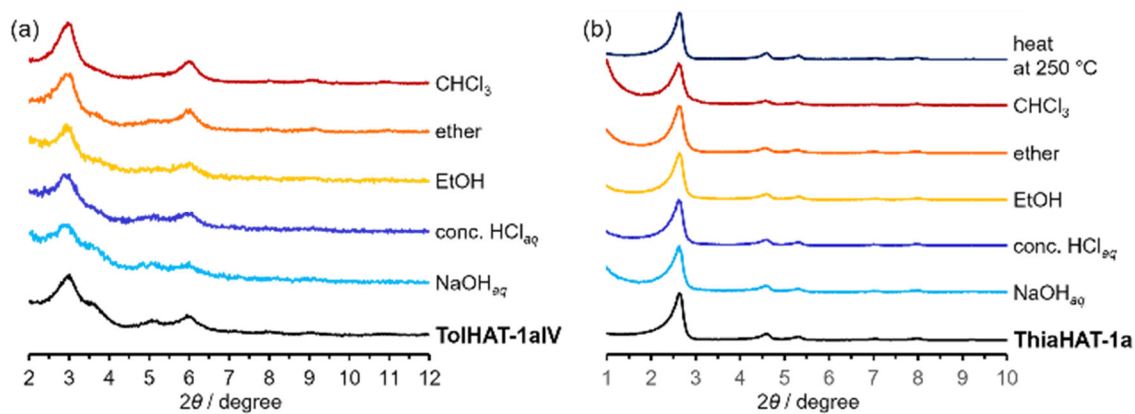 (a)
CHCl3
ether
EtOH
conc. HClaq
NaOHaq
TolHAT-1aIV
2 3 4 5 6 7 8 9 10 11 12
2θ / degree
(b)
heat
at 250 °C
CHCl3
ether
EtOH
conc. HClaq
NaOHaq
ThiaHAT-1a
1 2 3 4 5 6 7 8 9 10
2θ / degree